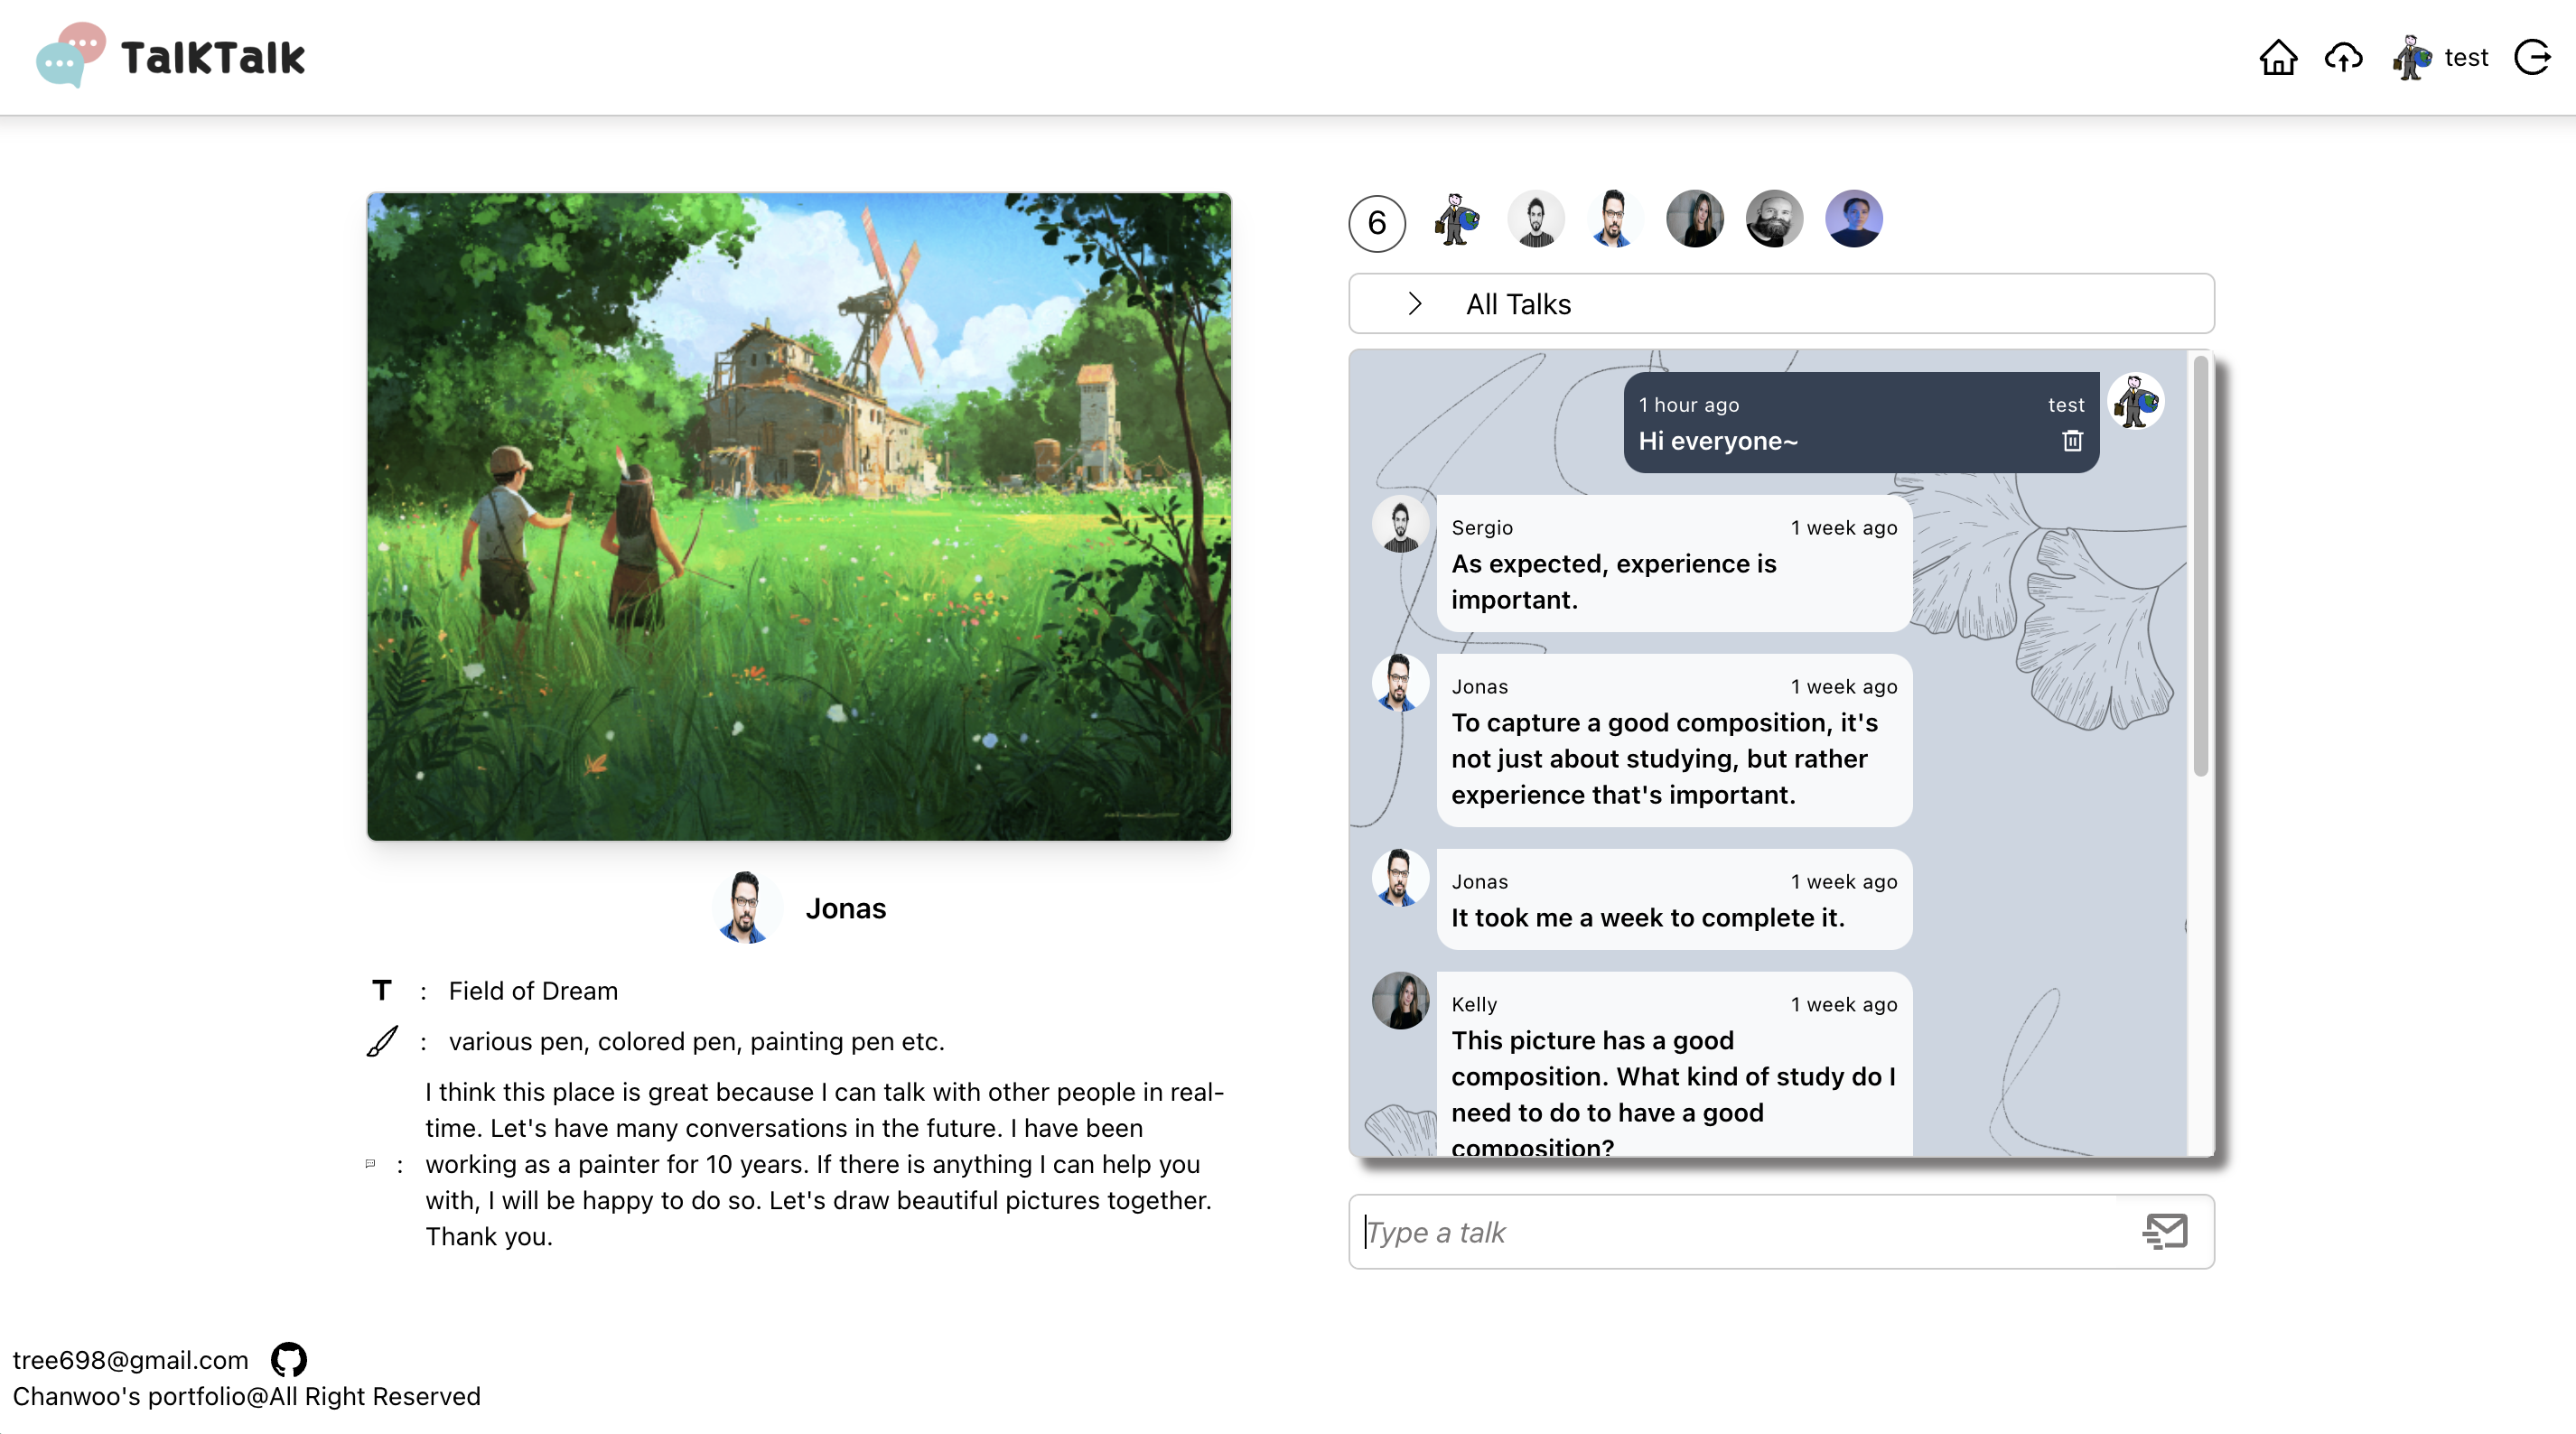 TalKTalk
test
6
All Talks
1 hour ago test
Hi everyone~
Sergio 1 week ago
As expected, experience is
important.
Jonas 1 week ago
To capture a good composition, it's
not just about studying, but rather
experience that's important.
Jonas 1 week ago
It took me a week to complete it.
Kelly 1 week ago
This picture has a good
composition. What kind of study do I
need to do to have a good
composition?
Type a talk
Jonas
T : Field of Dream
: various pen, colored pen, painting pen etc.
I think this place is great because I can talk with other people in real-
time. Let's have many conversations in the future. I have been
: working as a painter for 10 years. If there is anything I can help you
with, I will be happy to do so. Let's draw beautiful pictures together.
Thank you.
tree698@gmail.com
Chanwoo's portfolio@All Right Reserved